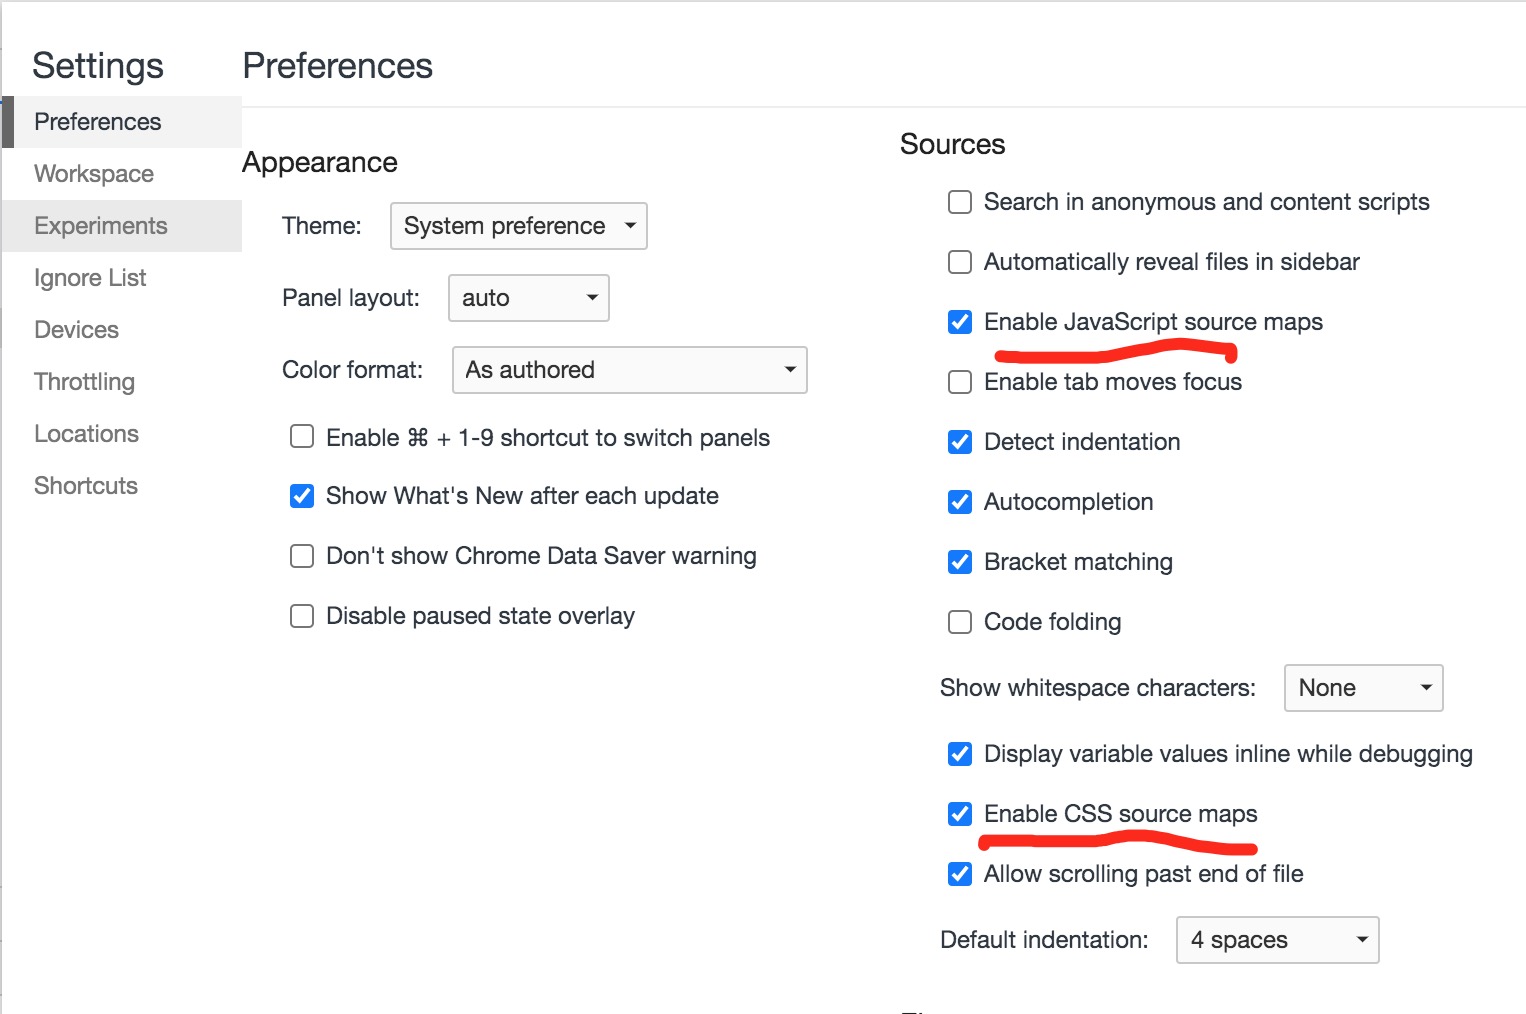 Settings
Preferences
Workspace
Experiments
Ignore List
Devices
Throttling
Locations
Shortcuts
Preferences
Appearance
Theme: System preference
Panel layout: auto
Color format: As authored
Enable ⌘ + 1-9 shortcut to switch panels
Show What's New after each update
Don't show Chrome Data Saver warning
Disable paused state overlay
Sources
Search in anonymous and content scripts
Automatically reveal files in sidebar
Enable JavaScript source maps
Enable tab moves focus
Detect indentation
Autocompletion
Bracket matching
Code folding
Show whitespace characters: None
Display variable values inline while debugging
Enable CSS source maps
Allow scrolling past end of file
Default indentation: 4 spaces